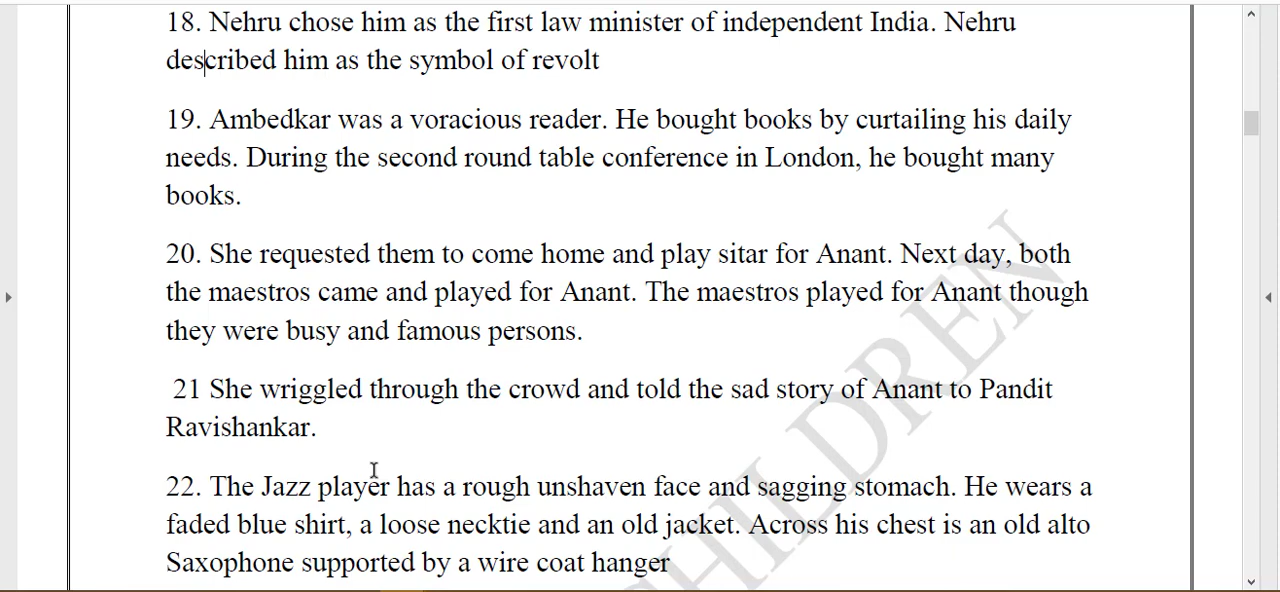 18. Nehru chose him as the first law minister of independent India. Nehru
described him as the symbol of revolt
19. Ambedkar was a voracious reader. He bought books by curtailing his daily
needs. During the second round table conference in London, he bought many
books.
20. She requested them to come home and play sitar for Anant. Next day, both
the maestros came and played for Anant. The maestros played for Anant though
they were busy and famous persons.
21 She wriggled through the crowd and told the sad story of Anant to Pandit
Ravishankar.
22. The Jazz player has a rough unshaven face and sagging stomach. He wears a
faded blue shirt, a loose necktie and an old jacket. Across his chest is an old alto
Saxophone supported by a wire coat hanger
CHILDREN